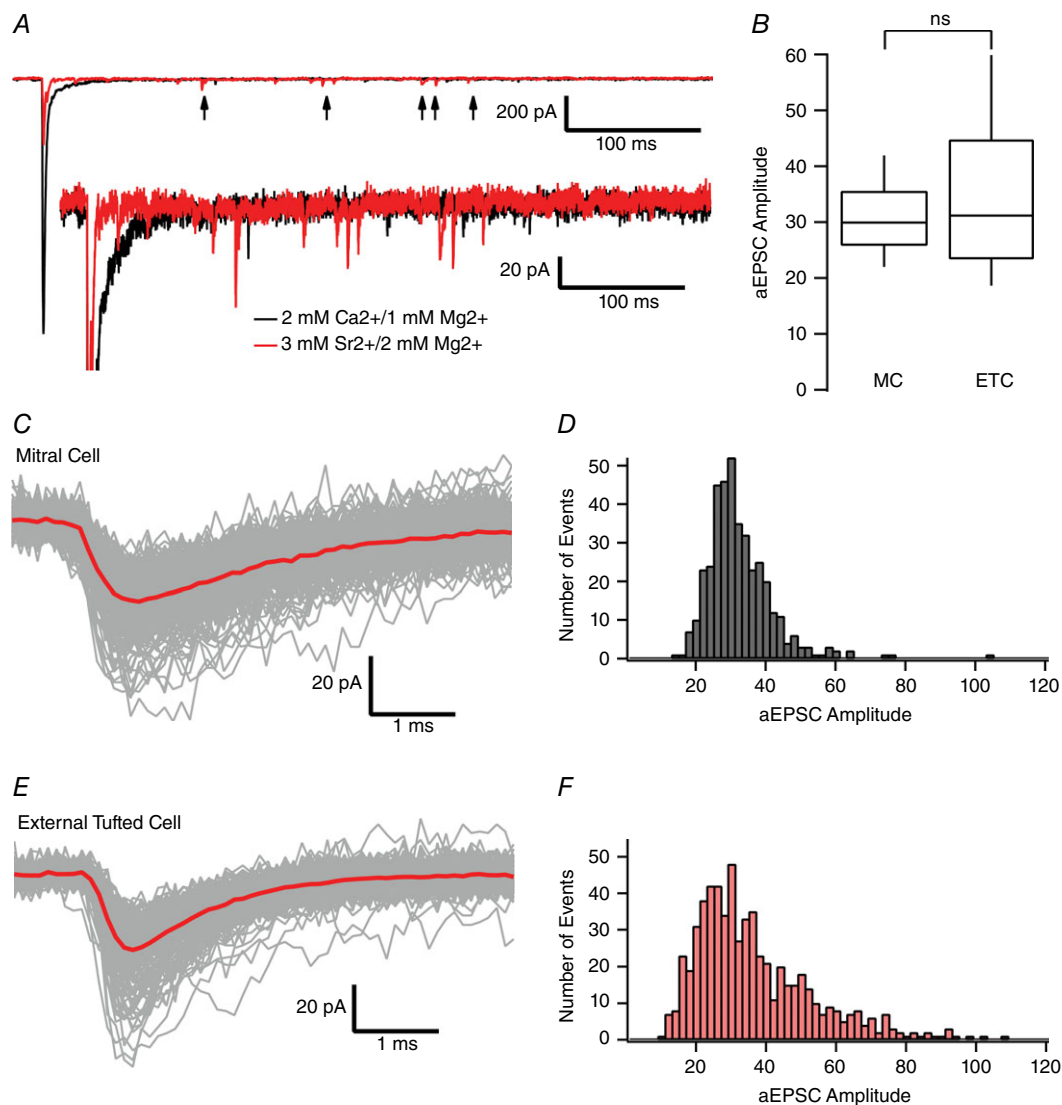 A
200 pA
100 ms
20 pA
100 ms
2 mM Ca2+/1 mM Mg2+
3 mM Sr2+/2 mM Mg2+
B
ns
aEPSC Amplitude
60
50
40
30
20
10
0
MC
ETC
C
Mitral Cell
20 pA
1 ms
D
Number of Events
50
40
30
20
10
0
20
40
60
80
100
120
aEPSC Amplitude
E
External Tufted Cell
20 pA
1 ms
F
Number of Events
50
40
30
20
10
0
20
40
60
80
100
120
aEPSC Amplitude